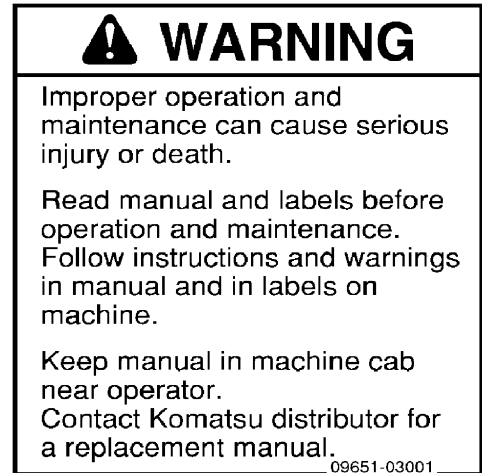 WARNING
Improper operation and
maintenance can cause serious
injury or death.
Read manual and labels before
operation and maintenance.
Follow instructions and warnings
in manual and in labels on
machine.
Keep manual in machine cab
near operator.
Contact Komatsu distributor for
a replacement manual.
09651-03001